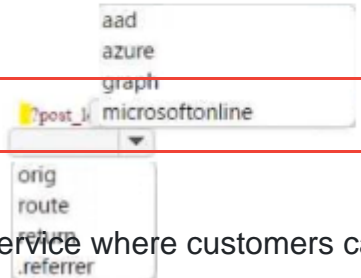 aad
azure
graph
?post_l microsoftonline
orig
route
return
.referrer
ervice where customers ca